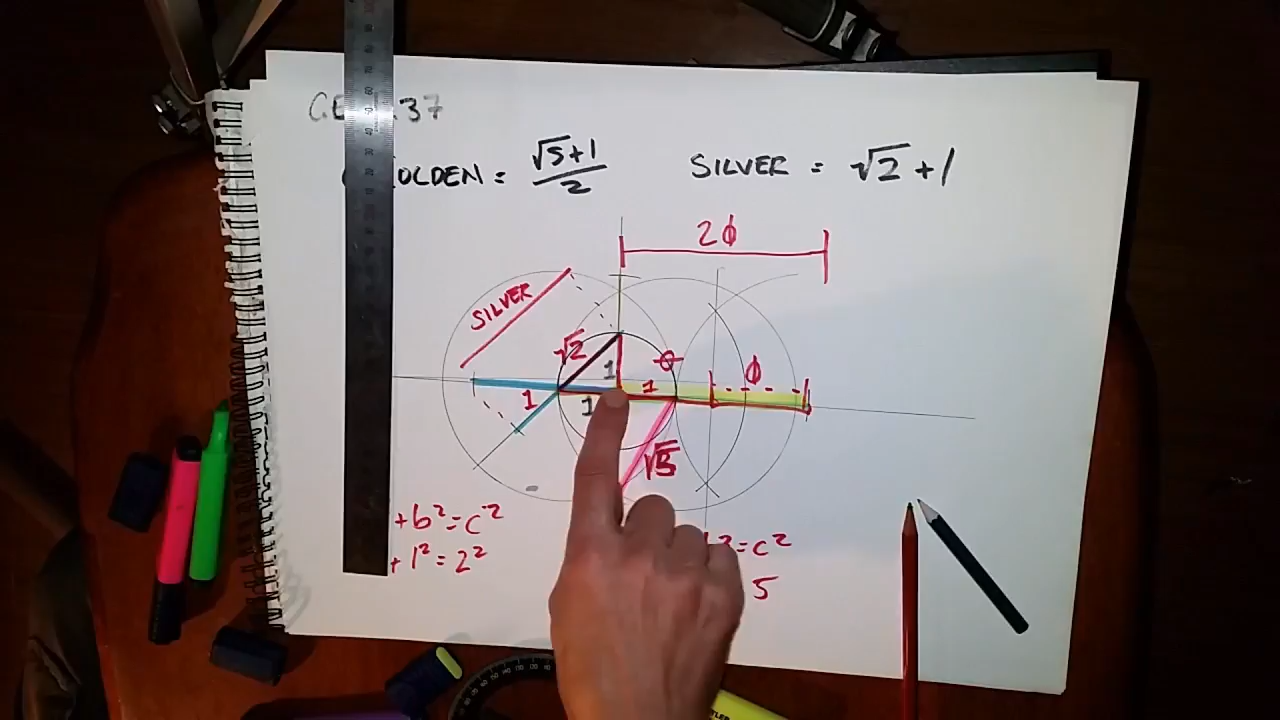 37
OLDEN = √5+1/2 SILVER = √2+1
2ϕ
SILVER
√2
1
1
ϕ
1
1
√5
+b²=c²
+1²=2²
²=c²
5